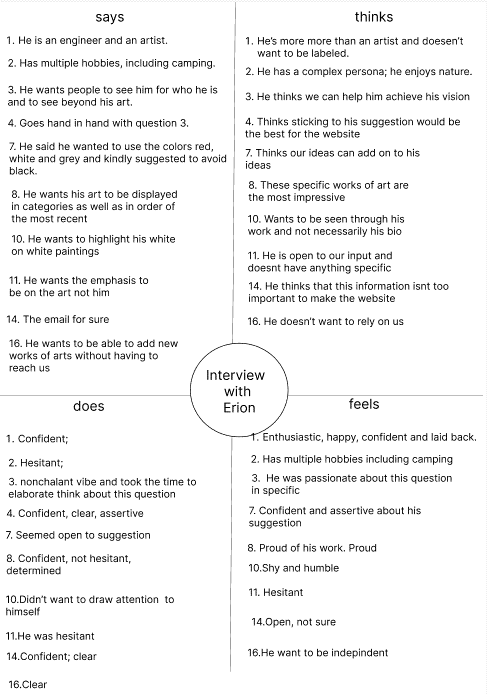 says
1. He is an engineer and an artist.
2. Has multiple hobbies, including camping.
3. He wants people to see him for who he is
and to see beyond his art.
4. Goes hand in hand with question 3.
7. He said he wanted to use the colors red,
white and grey and kindly suggested to avoid
black.
8. He wants his art to be displayed
in categories as well as in order of
the most recent
10. He wants to highlight his white
on white paintings
11. He wants the emphasis to
be on the art not him
14. The email for sure
16. He wants to be able to add new
works of arts without having to
reach us
thinks
1. He's more more than an artist and doesen't
want to be labeled.
2. He has a complex persona; he enjoys nature.
3. He thinks we can help him achieve his vision
4. Thinks sticking to his suggestion would be
the best for the website
7. Thinks our ideas can add on to his
ideas
8. These specific works of art are
the most impressive
10. Wants to be seen through his
work and not necessarily his bio
11. He is open to our input and
doesnt have anything specific
14. He thinks that this information isnt too
important to make the website
16. He doesn't want to rely on us
Interview
with
Erion
does
1. Confident;
2. Hesitant;
3. nonchalant vibe and took the time to
elaborate think about this question
4. Confident, clear, assertive
7. Seemed open to suggestion
8. Confident, not hesitant,
determined
10.Didn't want to draw attention to
himself
11.He was hesitant
14.Confident; clear
16.Clear
feels
1. Enthusiastic, happy, confident and laid back.
2. Has multiple hobbies including camping
3. He was passionate about this question
in specific
7. Confident and assertive about his
suggestion
8. Proud of his work. Proud
10.Shy and humble
11. Hesitant
14.Open, not sure
16.He want to be indipindent